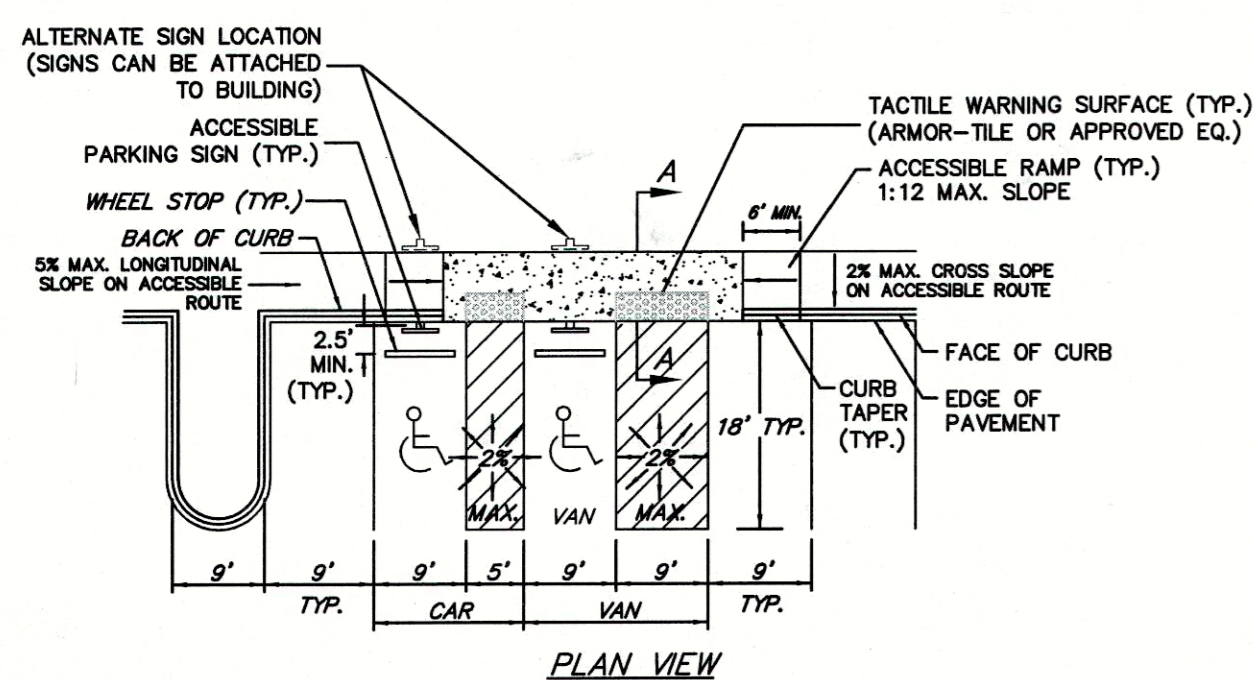 ALTERNATE SIGN LOCATION
(SIGNS CAN BE ATTACHED
TO BUILDING)
ACCESSIBLE
PARKING SIGN (TYP.)
WHEEL STOP (TYP.)
BACK OF CURB
5% MAX. LONGITUDINAL
SLOPE ON ACCESSIBLE
ROUTE
2.5'
MIN.
(TYP.)
TACTILE WARNING SURFACE (TYP.)
(ARMOR-TILE OR APPROVED EQ.)
ACCESSIBLE RAMP (TYP.)
1:12 MAX. SLOPE
A
6' MIN.
2% MAX. CROSS SLOPE
ON ACCESSIBLE ROUTE
A
FACE OF CURB
CURB
TAPER
(TYP.)
EDGE OF
PAVEMENT
18' TYP.
2%
MAX.
VAN
2%
MAX.
9'
9'
TYP.
9'
5'
9'
9'
9'
TYP.
CAR
VAN
PLAN VIEW